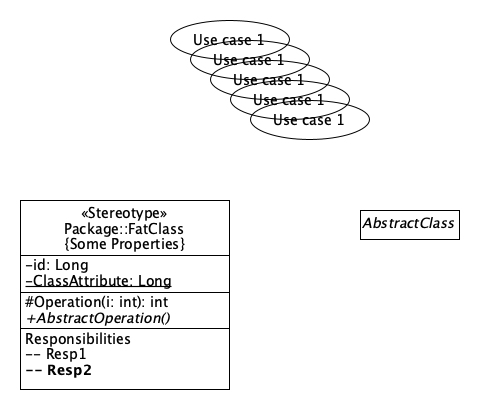 Use case 1
Use case 1
Use case 1
Use case 1
Use case 1
«Stereotype»
Package::FatClass
{Some Properties}
-id: Long
-ClassAttribute: Long
#Operation(i: int): int
+AbstractOperation()
Responsibilities
-- Resp1
-- Resp2
AbstractClass